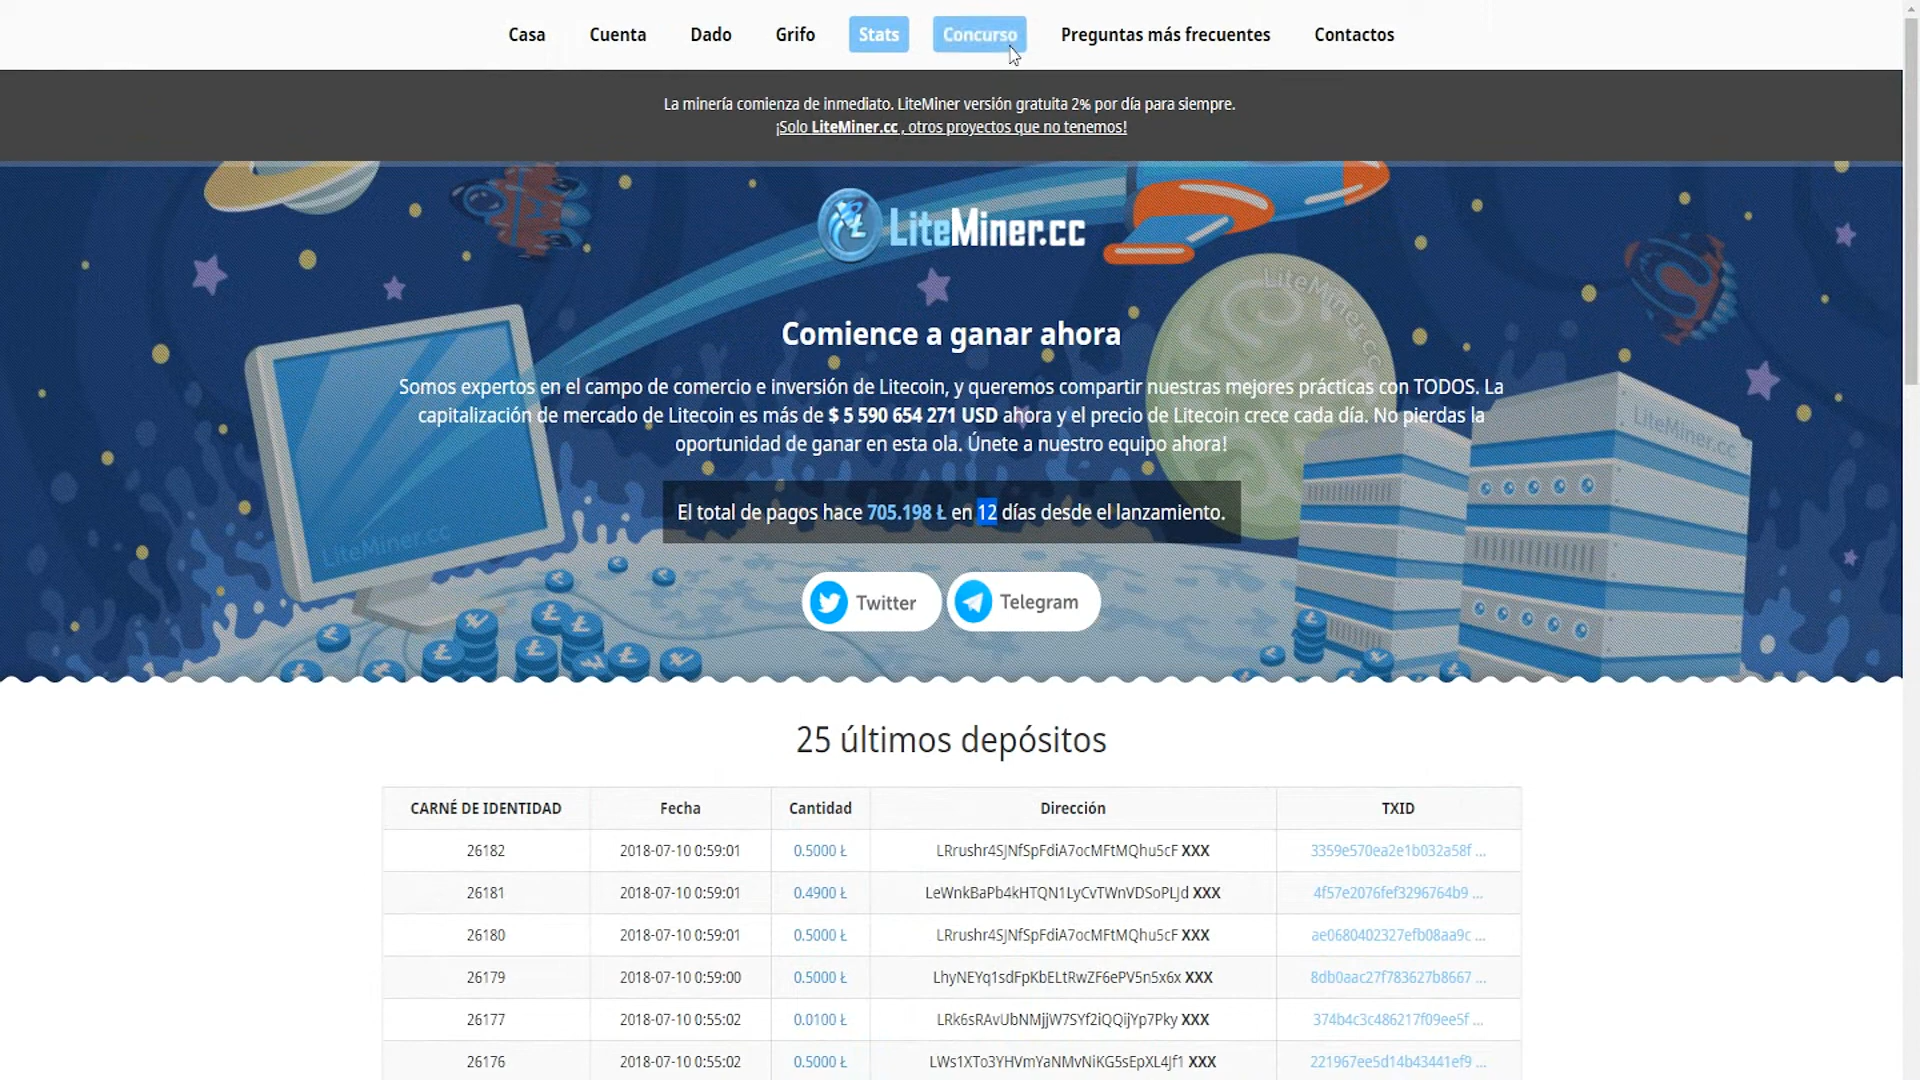 Casa Cuenta Dado Grifo Stats Concurso Preguntas más frecuentes Contactos
La minería comienza de inmediato. LiteMiner versión gratuita 2% por día para siempre.
¡Solo LiteMiner.cc , otros proyectos que no tenemos!
LiteMiner.cc
LiteMiner.cc
Comience a ganar ahora
Somos expertos en el campo de comercio e inversión de Litecoin, y queremos compartir nuestras mejores prácticas con TODOS. La
capitalización de mercado de Litecoin es más de $ 5 590 654 271 USD ahora y el precio de Litecoin crece cada día. No pierdas la
oportunidad de ganar en esta ola. Únete a nuestro equipo ahora!
LiteMiner.cc
El total de pagos hace 705.198 Ł en 12 días desde el lanzamiento.
LiteMiner.cc
Twitter Telegram
25 últimos depósitos
CARNÉ DE IDENTIDAD Fecha Cantidad Dirección TXID
26182 2018-07-10 0:59:01 0.5000 Ł LRrushr4SJNfSpFdiA7ocMFtMQhu5cF XXX 3359e570ea2e1b032a58f ...
26181 2018-07-10 0:59:01 0.4900 Ł LeWnkBaPb4kHTQN1LyCvTWnVDSoPLJd XXX 4f57e2076fef3296764b9 ...
26180 2018-07-10 0:59:01 0.5000 Ł LRrushr4SJNfSpFdiA7ocMFtMQhu5cF XXX ae0680402327efb08aa9c ...
26179 2018-07-10 0:59:00 0.5000 Ł LhyNEYq1sdFpKbELtRwZF6ePV5n5x6x XXX 8db0aac27f783627b8667 ...
26177 2018-07-10 0:55:02 0.0100 Ł LRk6sRAvUbNMjjW7SYf2iQQijYp7Pky XXX 374b4c3c486217f09ee5f ...
26176 2018-07-10 0:55:02 0.5000 Ł LWs1XTo3YHVmYaNMvNiKG5sEpXL4Jf1 XXX 221967ee5d14b43441ef9 ...